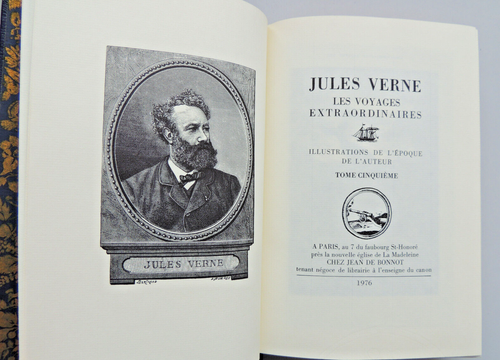 JULES VERNE
JULES VERNE
LES VOYAGES
EXTRAORDINAIRES
ILLUSTRATIONS DE L'ÉPOQUE
DE L'AUTEUR
TOME CINQUIÈME
A PARIS, au 7 du faubourg St-Honoré
près la nouvelle église de La Madeleine
CHEZ JEAN DE BONNOT
tenant négoce de librairie à l'enseigne du canon
1976